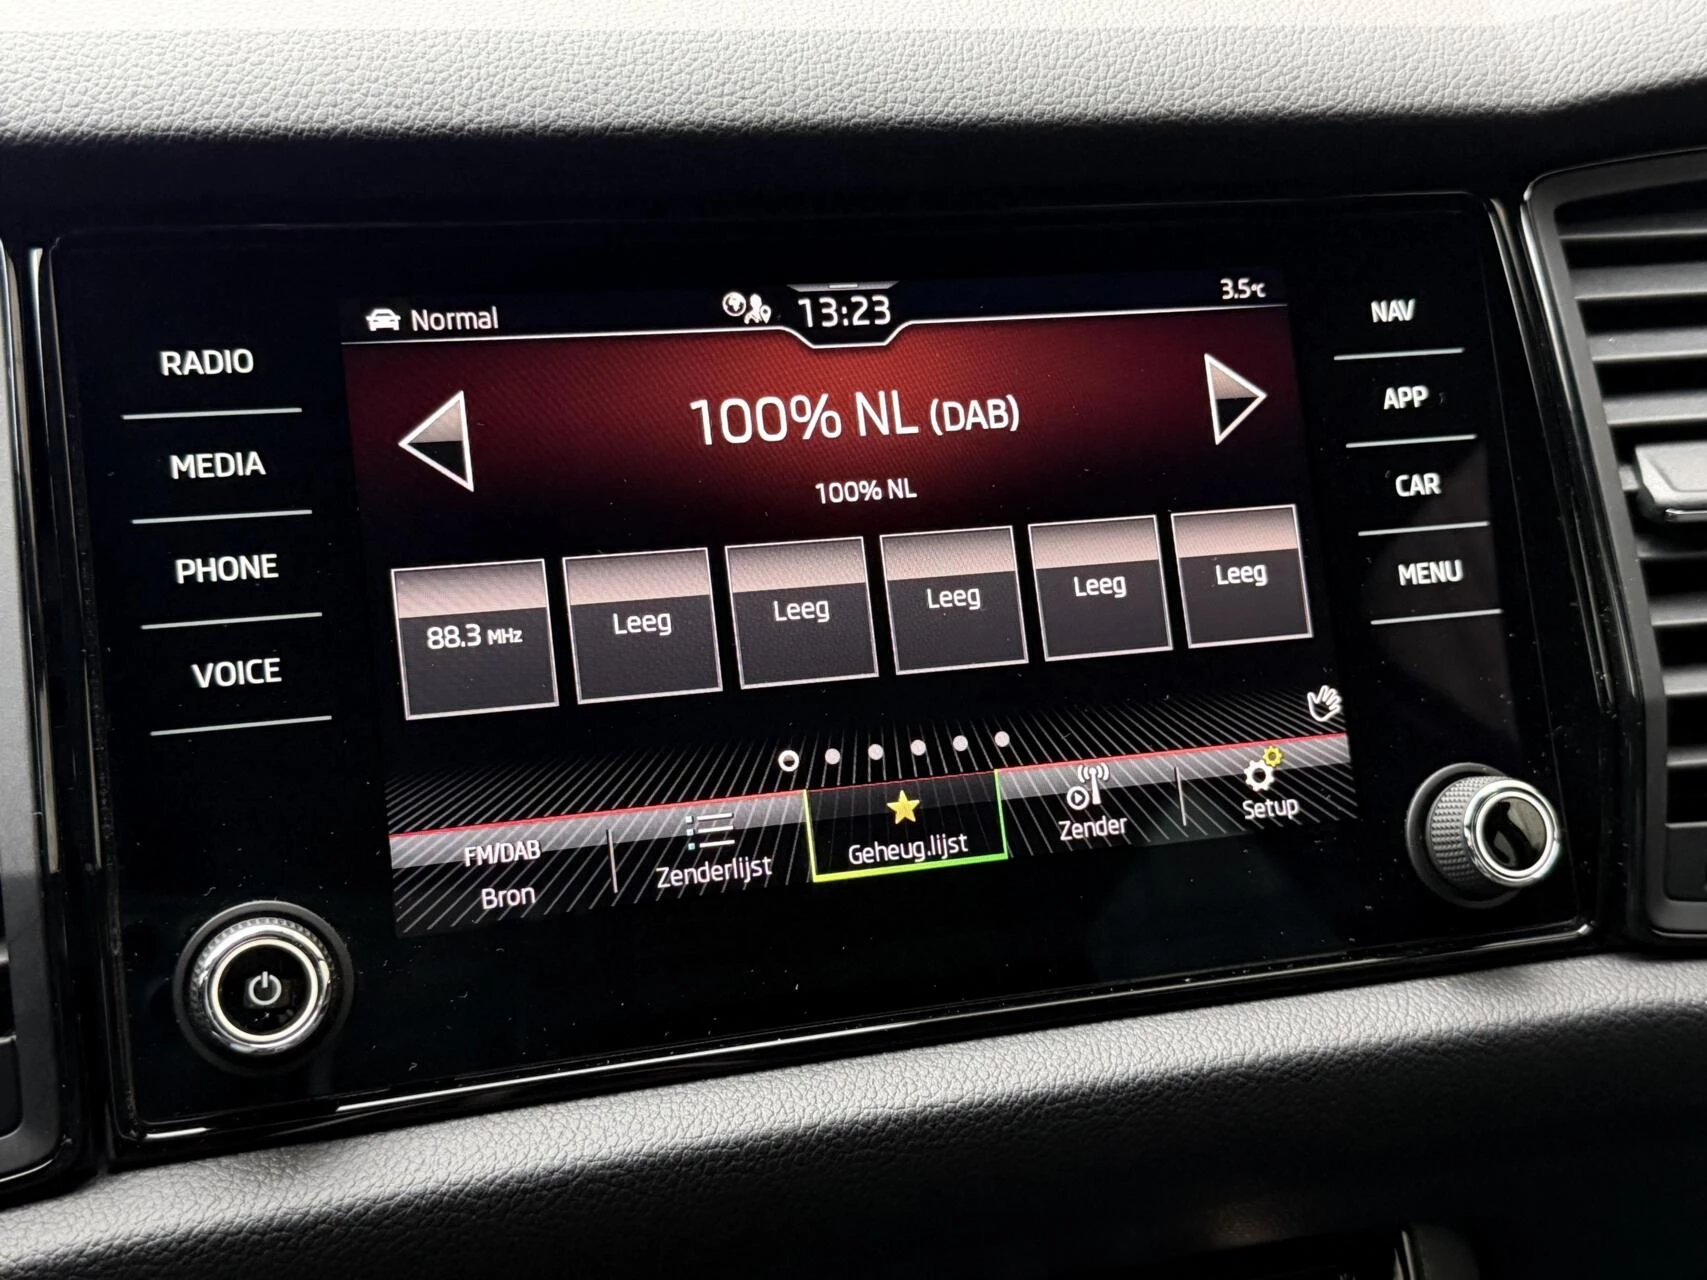 Normal
13:23
3.5°C
RADIO
MEDIA
PHONE
VOICE
100% NL (DAB)
100% NL
88.3 MHz
Leeg
Leeg
Leeg
Leeg
Leeg
FM/DAB
Bron
Zenderlijst
Geheug.lijst
Zender
Setup
NAV
APP
CAR
MENU